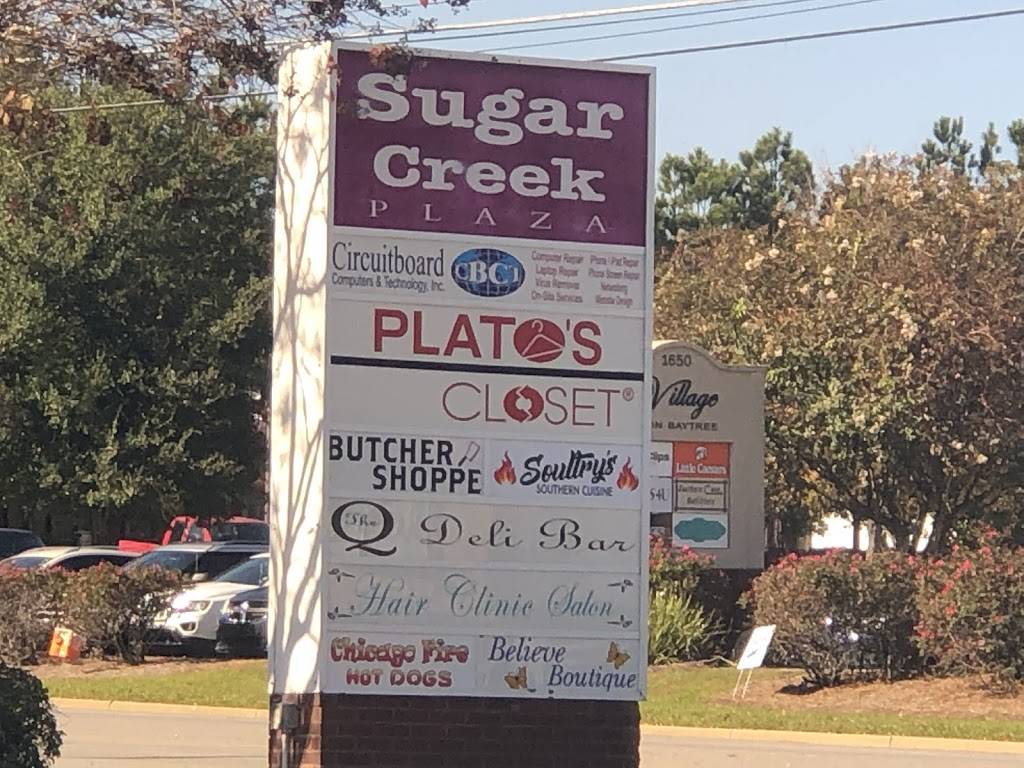 Sugar
Creek
PLAZA
Circuitboard
Computers & Technology, Inc.
CBCT
Computer Repair
Laptop Repair
Virus Removal
On-Site Services
Phone / iPad Repair
Phone Screen Repair
Networking
Website Design
PLATO'S
CLOSET®
BUTCHER
SHOPPE
Soultry's
SOUTHERN CUISINE
The Q Deli Bar
Hair Clinic Salon
Chicago Fire
HOT DOGS
Believe
Boutique
1650
Village
BAYTREE
Little Caesars